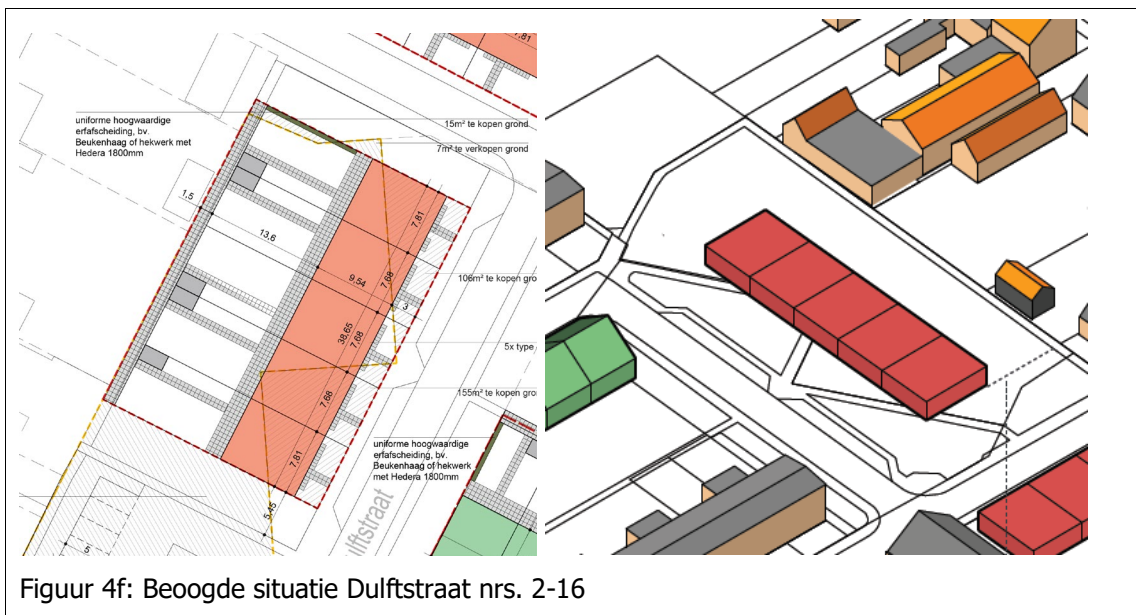 uniforme hoogwaardige
erfafscheiding, bv.
Beukenhaag of hekwerk met
Hedera 1800mm
15m² te kopen grond
7m² te verkopen grond
7,81
1,5
13,6
7,81
9,54
7,68
106m² te kopen gro
3
38,65
7,68
5x type
7,68
155m² te kopen gro
uniforme hoogwaardige
erfafscheiding, bv.
Beukenhaag of hekwerk
met Hedera 1800mm
7,81
5,45
5
ulftstraat
Figuur 4f: Beoogde situatie Dulftstraat nrs. 2-16